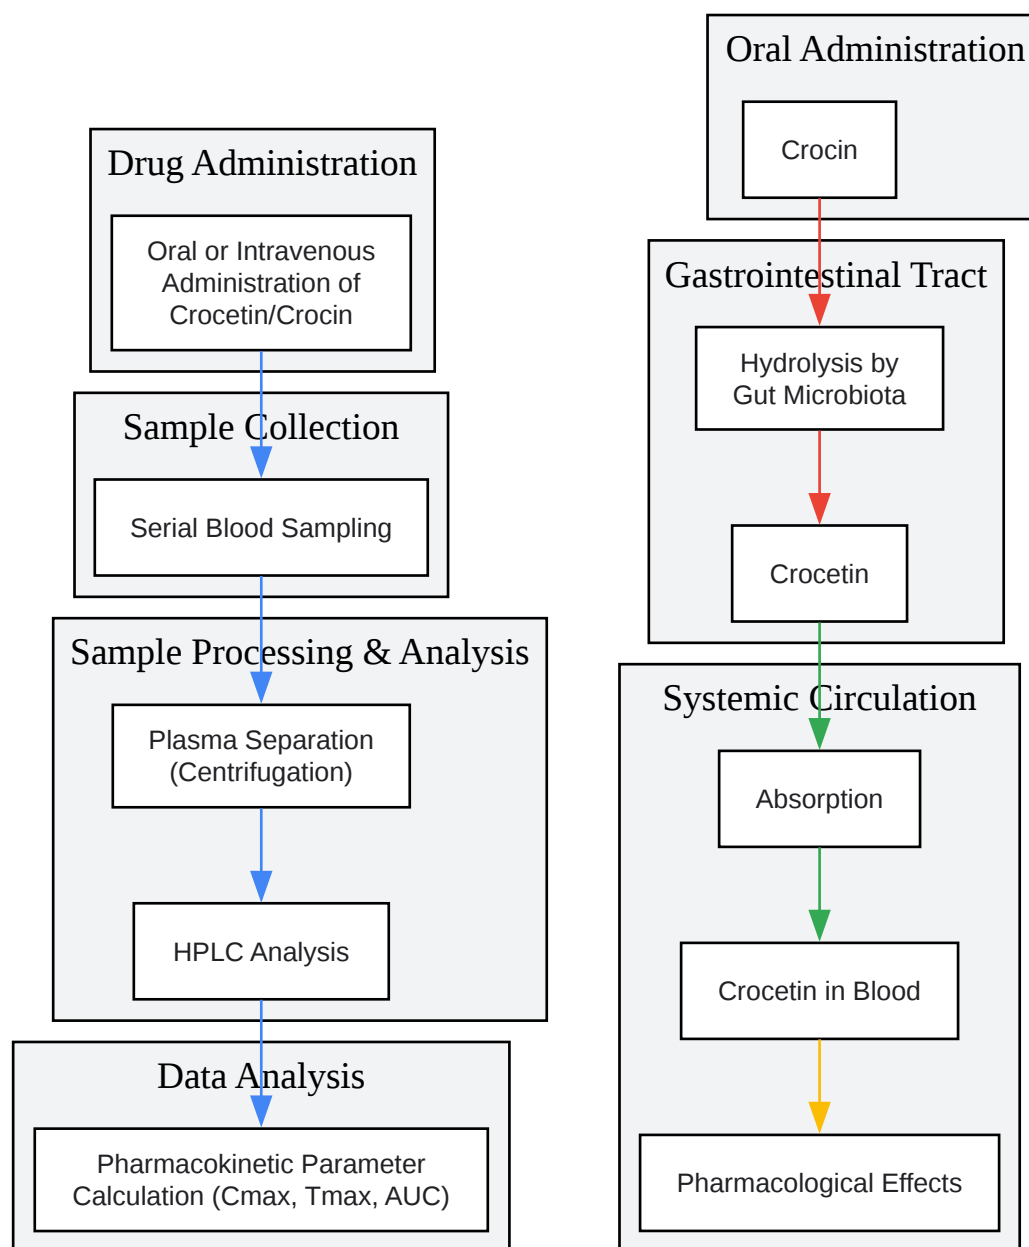 Drug Administration
Oral or Intravenous
Administration of
Crocetin/Crocin
Sample Collection
Serial Blood Sampling
Sample Processing & Analysis
Plasma Separation
(Centrifugation)
HPLC Analysis
Data Analysis
Pharmacokinetic Parameter
Calculation (Cmax, Tmax, AUC)
Oral Administration
Crocin
Gastrointestinal Tract
Hydrolysis by
Gut Microbiota
Crocetin
Systemic Circulation
Absorption
Crocetin in Blood
Pharmacological Effects